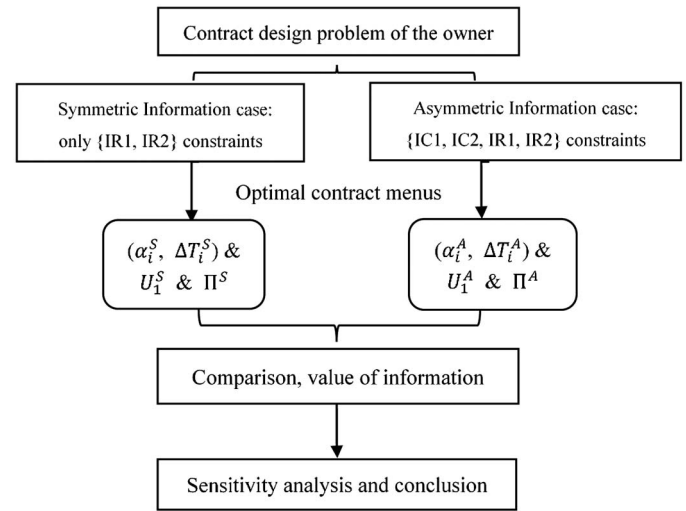 Contract design problem of the owner
Symmetric Information case:
only {IR1, IR2} constraints
Asymmetric Information case:
{IC1, IC2, IR1, IR2} constraints
Optimal contract menus
(α_i^S, ΔT_i^S) &
U_1^S & Π^S
(α_i^A, ΔT_i^A) &
U_1^A & Π^A
Comparison, value of information
Sensitivity analysis and conclusion